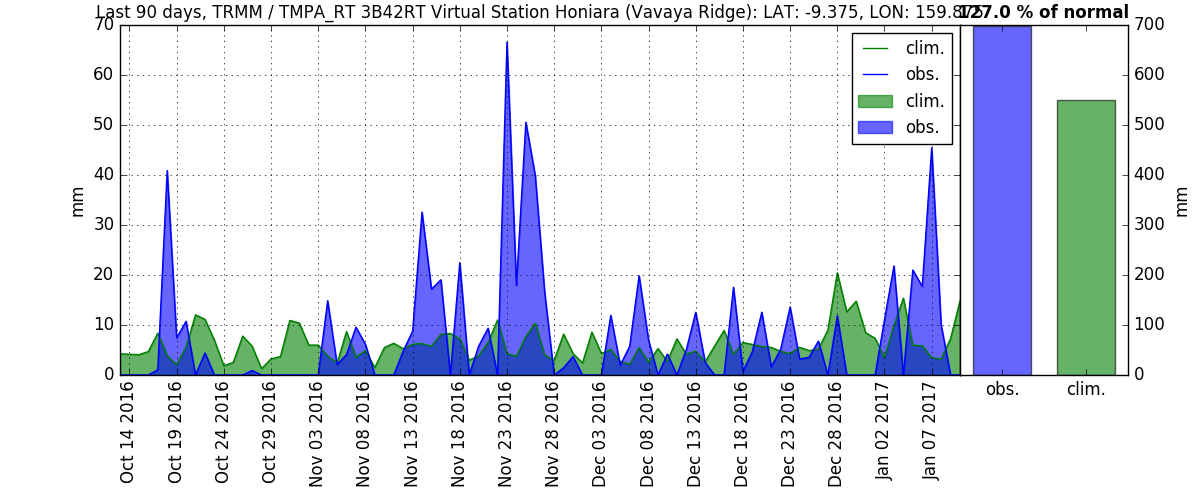 Last 90 days, TRMM / TMPA_RT 3B42RT Virtual Station Honiara (Vavaya Ridge): LAT: -9.375, LON: 159.875
127.0 % of normal
70
60
50
40
30
20
10
0
mm
clim.
obs.
clim.
obs.
700
600
500
400
300
200
100
0
mm
obs.
clim.
Oct 14 2016
Oct 19 2016
Oct 24 2016
Oct 29 2016
Nov 03 2016
Nov 08 2016
Nov 13 2016
Nov 18 2016
Nov 23 2016
Nov 28 2016
Dec 03 2016
Dec 08 2016
Dec 13 2016
Dec 18 2016
Dec 23 2016
Dec 28 2016
Jan 02 2017
Jan 07 2017